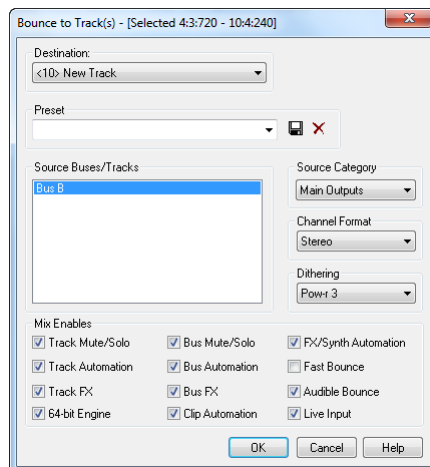 Bounce to Track(s) - [Selected 4:3:720 - 10:4:240]
Destination:
<10> New Track
Preset
Source Buses/Tracks
Bus B
Source Category
Main Outputs
Channel Format
Stereo
Dithering
Pow-r 3
Mix Enables
Track Mute/Solo
Bus Mute/Solo
FX/Synth Automation
Track Automation
Bus Automation
Fast Bounce
Track FX
Bus FX
Audible Bounce
64-bit Engine
Clip Automation
Live Input
OK
Cancel
Help